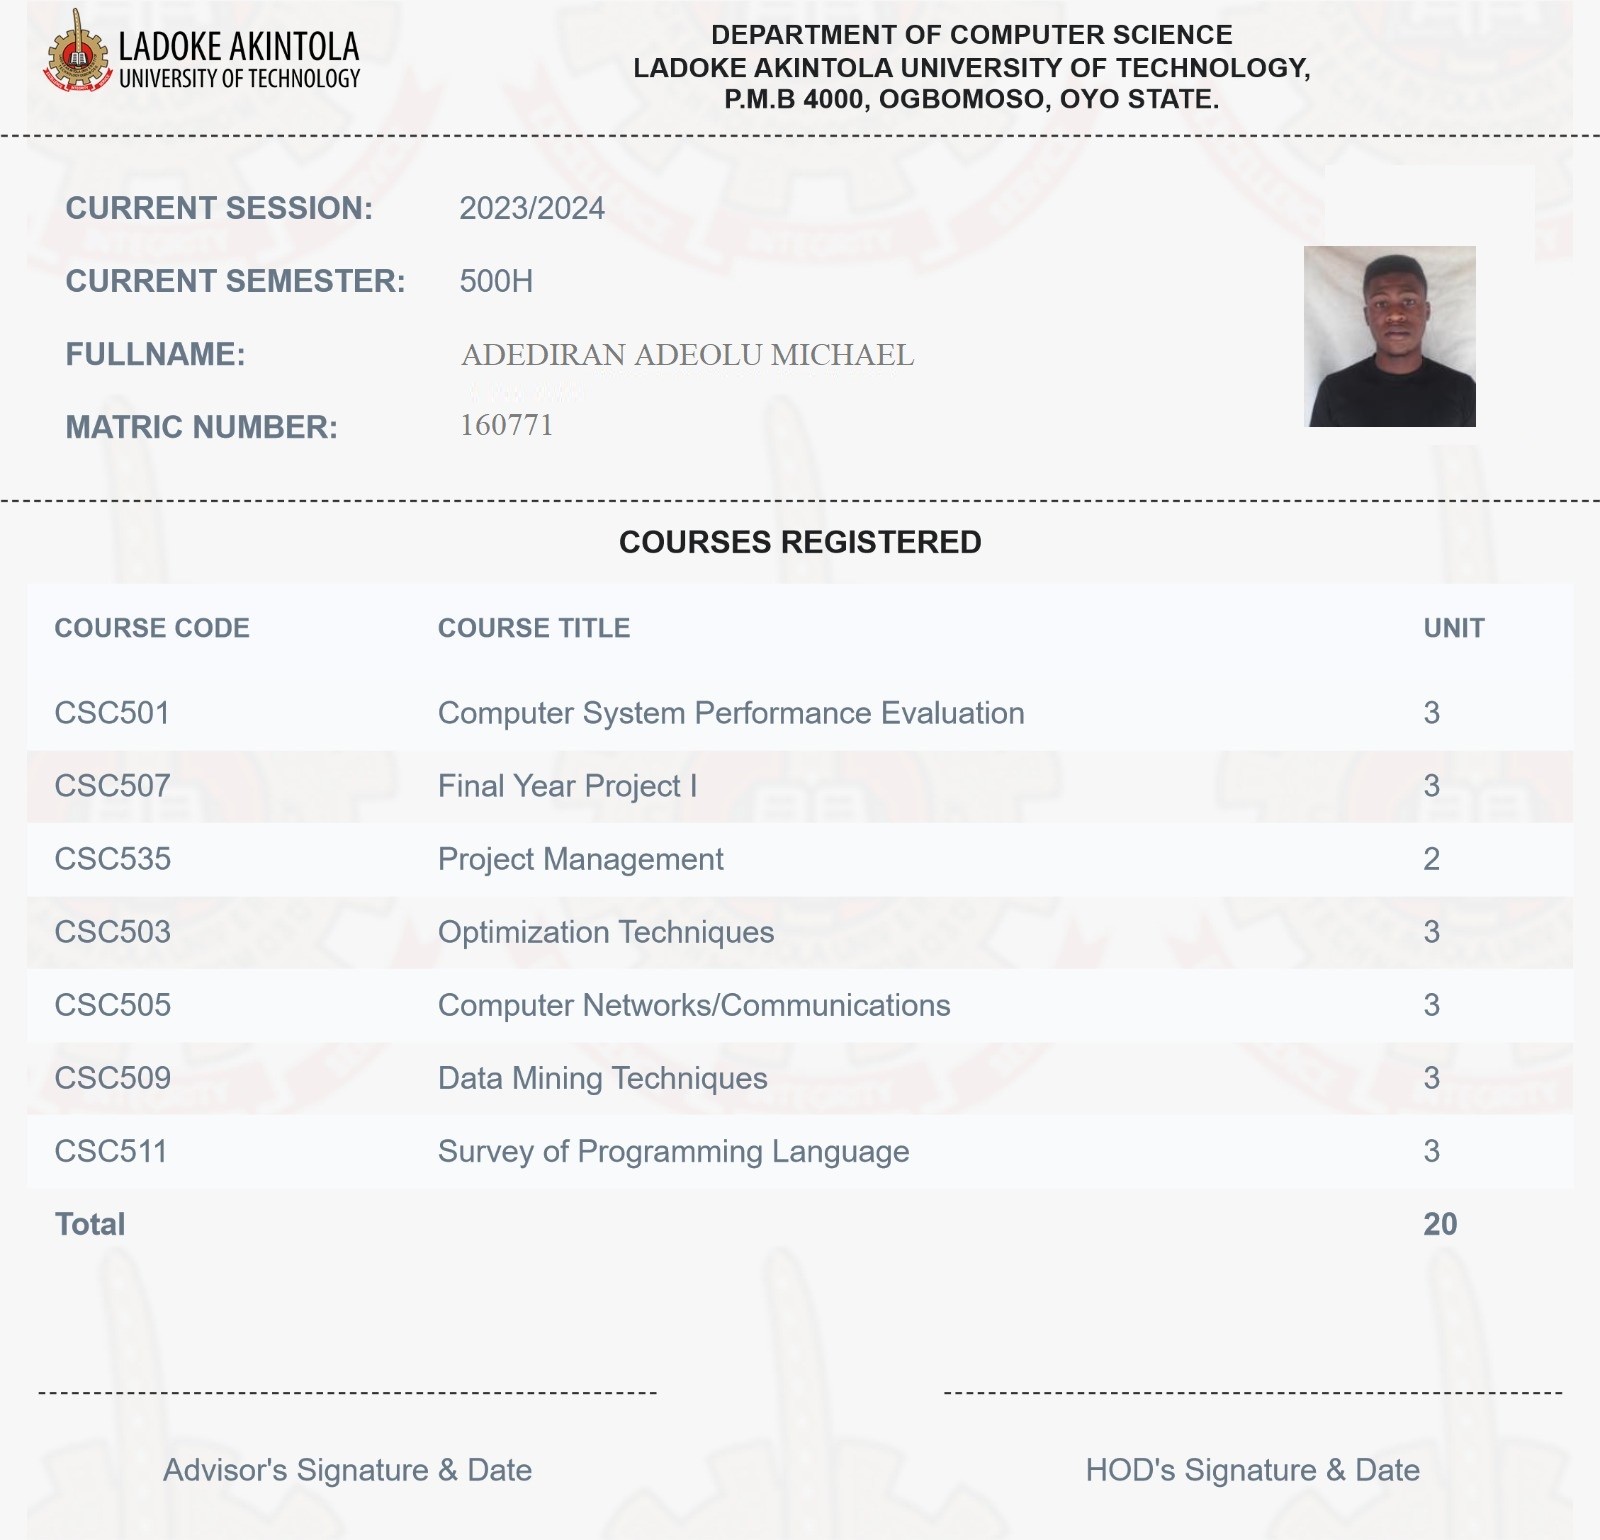 LADOKE AKINTOLA
UNIVERSITY OF TECHNOLOGY
DEPARTMENT OF COMPUTER SCIENCE
LADOKE AKINTOLA UNIVERSITY OF TECHNOLOGY,
P.M.B 4000, OGBOMOSO, OYO STATE.
CURRENT SESSION: 2023/2024
CURRENT SEMESTER: 500H
FULLNAME: ADEDIRAN ADEOLU MICHAEL
MATRIC NUMBER: 160771
COURSES REGISTERED
COURSE CODE COURSE TITLE UNIT
CSC501 Computer System Performance Evaluation 3
CSC507 Final Year Project I 3
CSC535 Project Management 2
CSC503 Optimization Techniques 3
CSC505 Computer Networks/Communications 3
CSC509 Data Mining Techniques 3
CSC511 Survey of Programming Language 3
Total 20
Advisor's Signature & Date HOD's Signature & Date